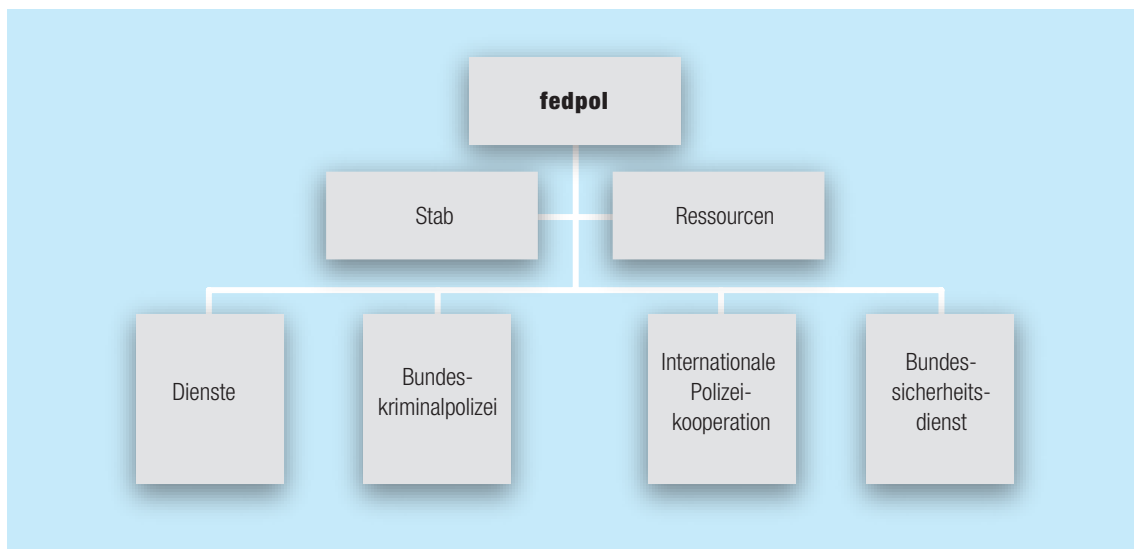 fedpol
Stab
Ressourcen
Dienste
Bundes-
kriminalpolizei
Internationale
Polizei-
kooperation
Bundes-
sicherheits-
dienst